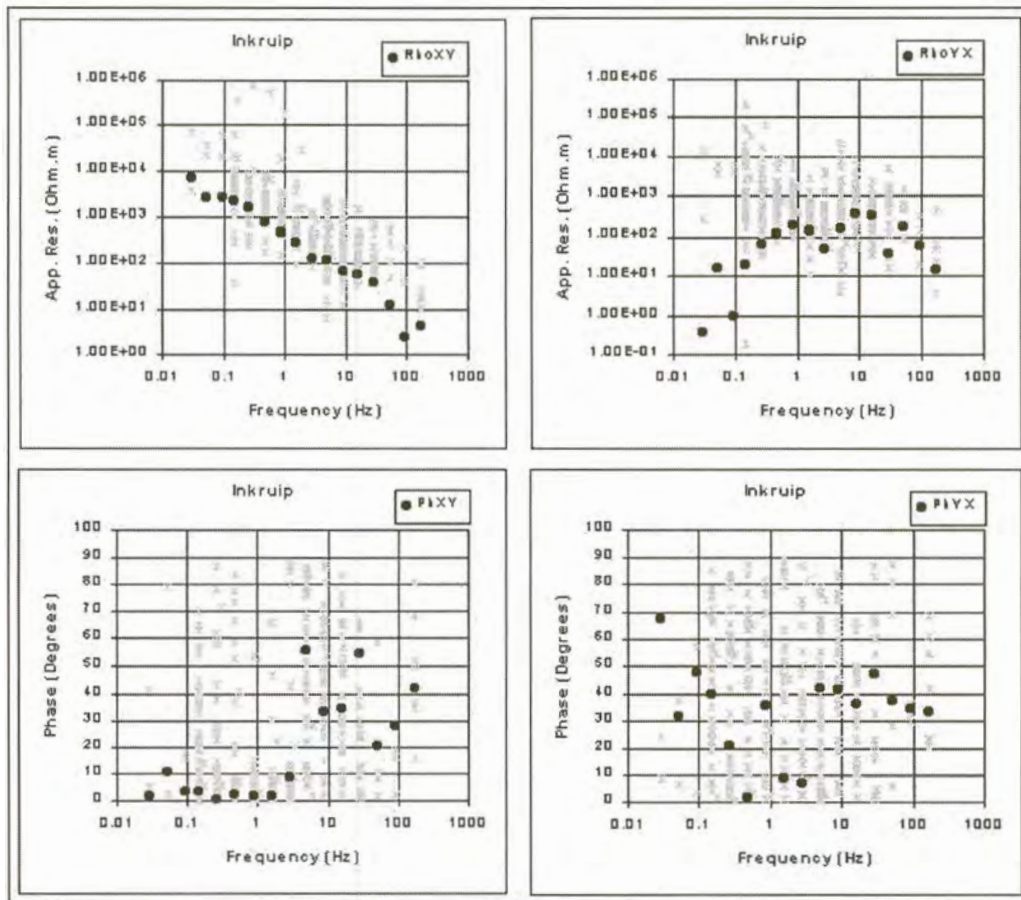 Inkruip
RhoXY
1.00E+06
1.00E+05
1.00E+04
1.00E+03
1.00E+02
1.00E+01
1.00E+00
App. Res. (Ohm.m)
0.01 0.1 1 10 100 1000
Frequency (Hz)
Inkruip
RhoYX
1.00E+06
1.00E+05
1.00E+04
1.00E+03
1.00E+02
1.00E+01
1.00E+00
1.00E-01
App. Res. (Ohm.m)
0.01 0.1 1 10 100 1000
Frequency (Hz)
Inkruip
PhXY
100
90
80
70
60
50
40
30
20
10
0
Phase (Degrees)
0.01 0.1 1 10 100 1000
Frequency (Hz)
Inkruip
PhYX
100
90
80
70
60
50
40
30
20
10
0
Phase (Degrees)
0.01 0.1 1 10 100 1000
Frequency (Hz)